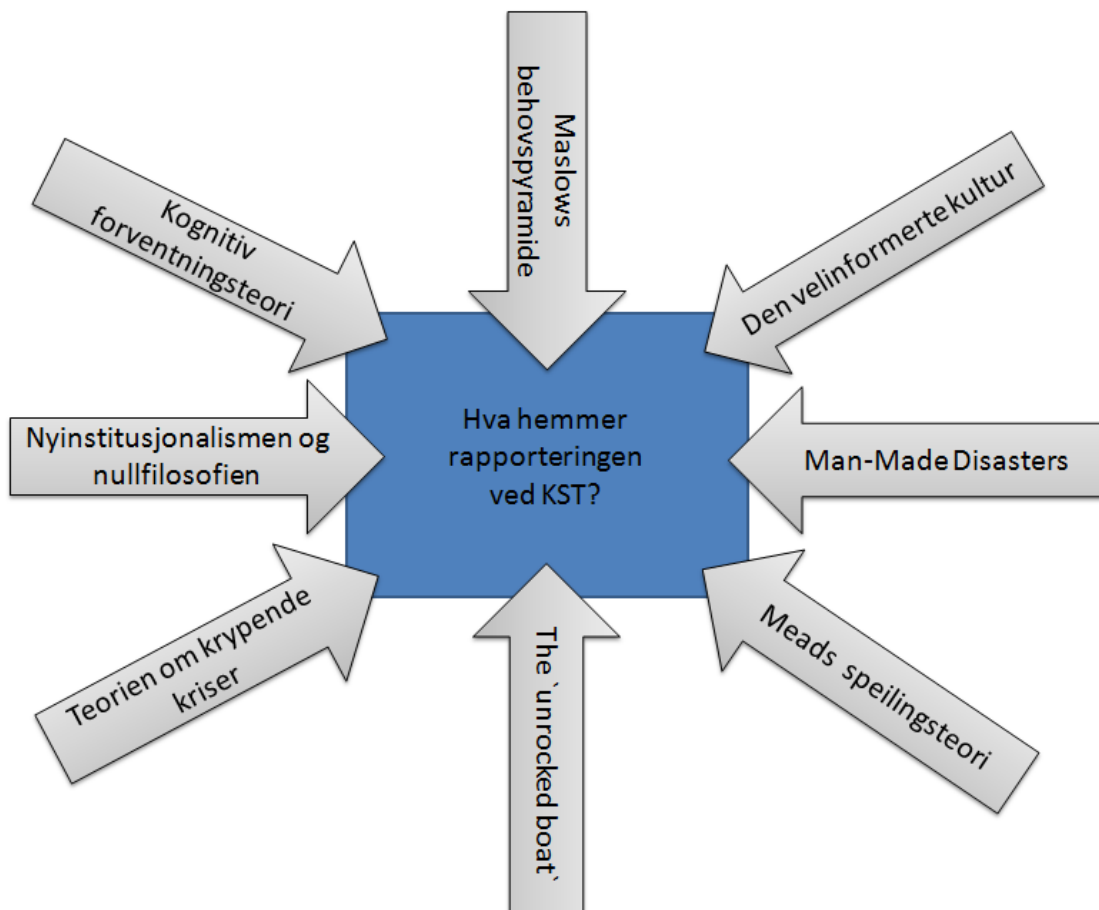 Maslows
behovspyramide
Kognitiv
forventningsteori
Den velinformerte kultur
Nyinstitusjonalismen og
nullfilosofien
Hva hemmer
rapporteringen
ved KST?
Man-Made Disasters
Teorien om krypende
kriser
The `unrocked boat`
Meads speilingsteori